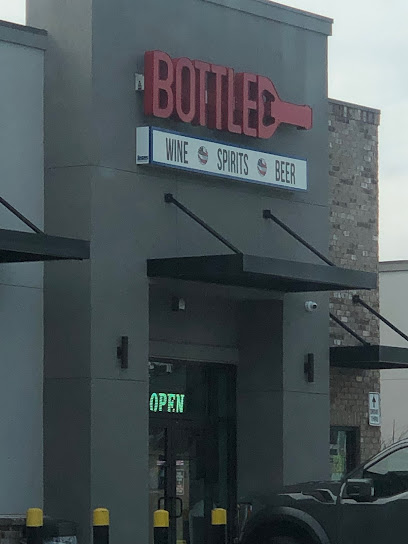 BOTTLED
WINE SPIRITS BEER
OPEN